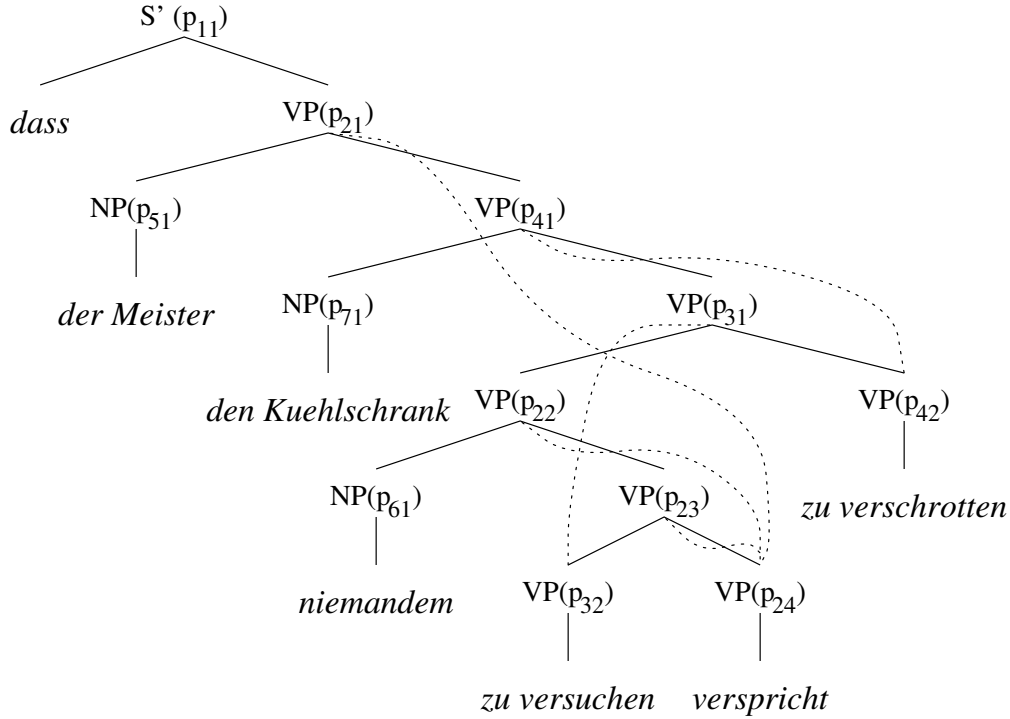 S’ (p11)
dass VP(p21)
NP(p51) VP(p41)
der Meister NP(p71) VP(p31)
den Kuehlschrank VP(p22) VP(p42)
NP(p61) VP(p23) zu verschrotten
niemandem VP(p32) VP(p24)
zu versuchen verspricht